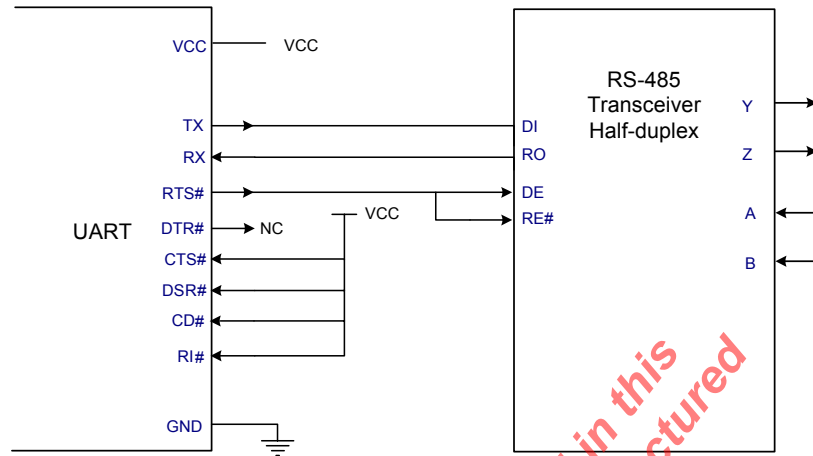 VCC
VCC
RS-485
Transceiver
Half-duplex
Y
TX
DI
RX
RO
Z
RTS#
DE
VCC
RE#
A
UART
DTR#
NC
CTS#
B
DSR#
CD#
RI#
GND
in this
ctured